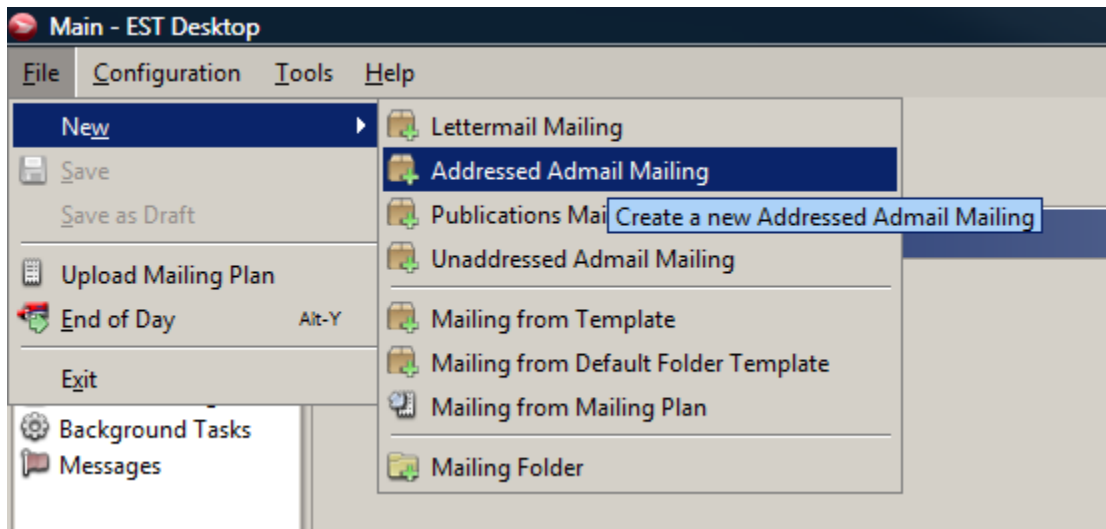 Main - EST Desktop
File Configuration Tools Help
New
Save
Save as Draft
Upload Mailing Plan
End of Day Alt-Y
Exit
Lettermail Mailing
Addressed Admail Mailing
Publications Mai
Create a new Addressed Admail Mailing
Unaddressed Admail Mailing
Mailing from Template
Mailing from Default Folder Template
Mailing from Mailing Plan
Mailing Folder
Background Tasks
Messages